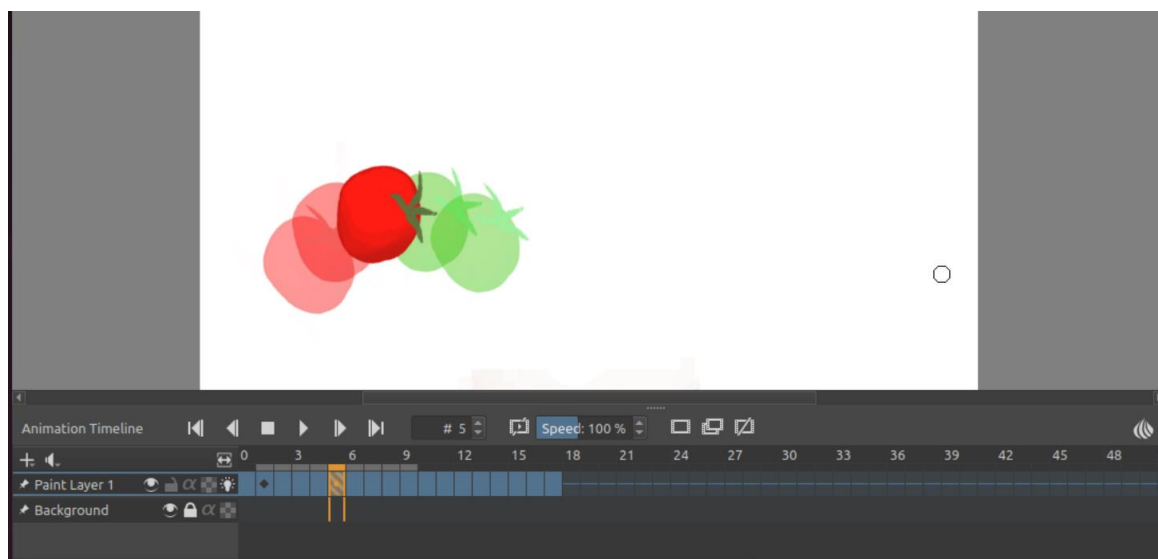 Animation Timeline # 5 Speed: 100 %
0 3 6 9 12 15 18 21 24 27 30 33 36 39 42 45 48
Paint Layer 1 α
Background α